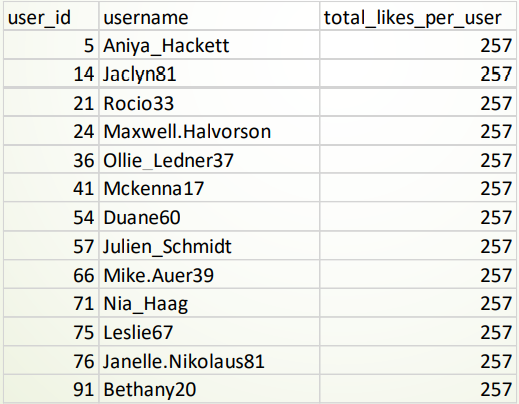 user_id username total_likes_per_user
5 Aniya_Hackett 257
14 Jaclyn81 257
21 Rocio33 257
24 Maxwell.Halvorson 257
36 Ollie_Ledner37 257
41 Mckenna17 257
54 Duane60 257
57 Julien_Schmidt 257
66 Mike.Auer39 257
71 Nia_Haag 257
75 Leslie67 257
76 Janelle.Nikolaus81 257
91 Bethany20 257